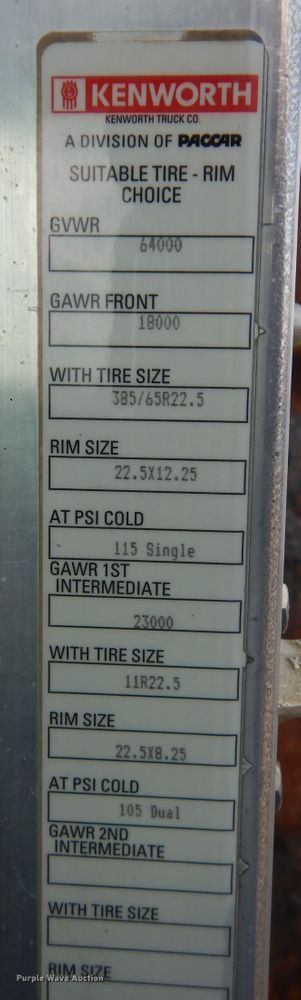 KENWORTH
KENWORTH TRUCK CO.
A DIVISION OF PACCAR
SUITABLE TIRE - RIM
CHOICE
GVWR
64000
GAWR FRONT
18000
WITH TIRE SIZE
385/65R22.5
RIM SIZE
22.5X12.25
AT PSI COLD
115 Single
GAWR 1ST
INTERMEDIATE
23000
WITH TIRE SIZE
11R22.5
RIM SIZE
22.5X8.25
AT PSI COLD
105 Dual
GAWR 2ND
INTERMEDIATE
WITH TIRE SIZE
RIM SIZE
Purple Wave Auction